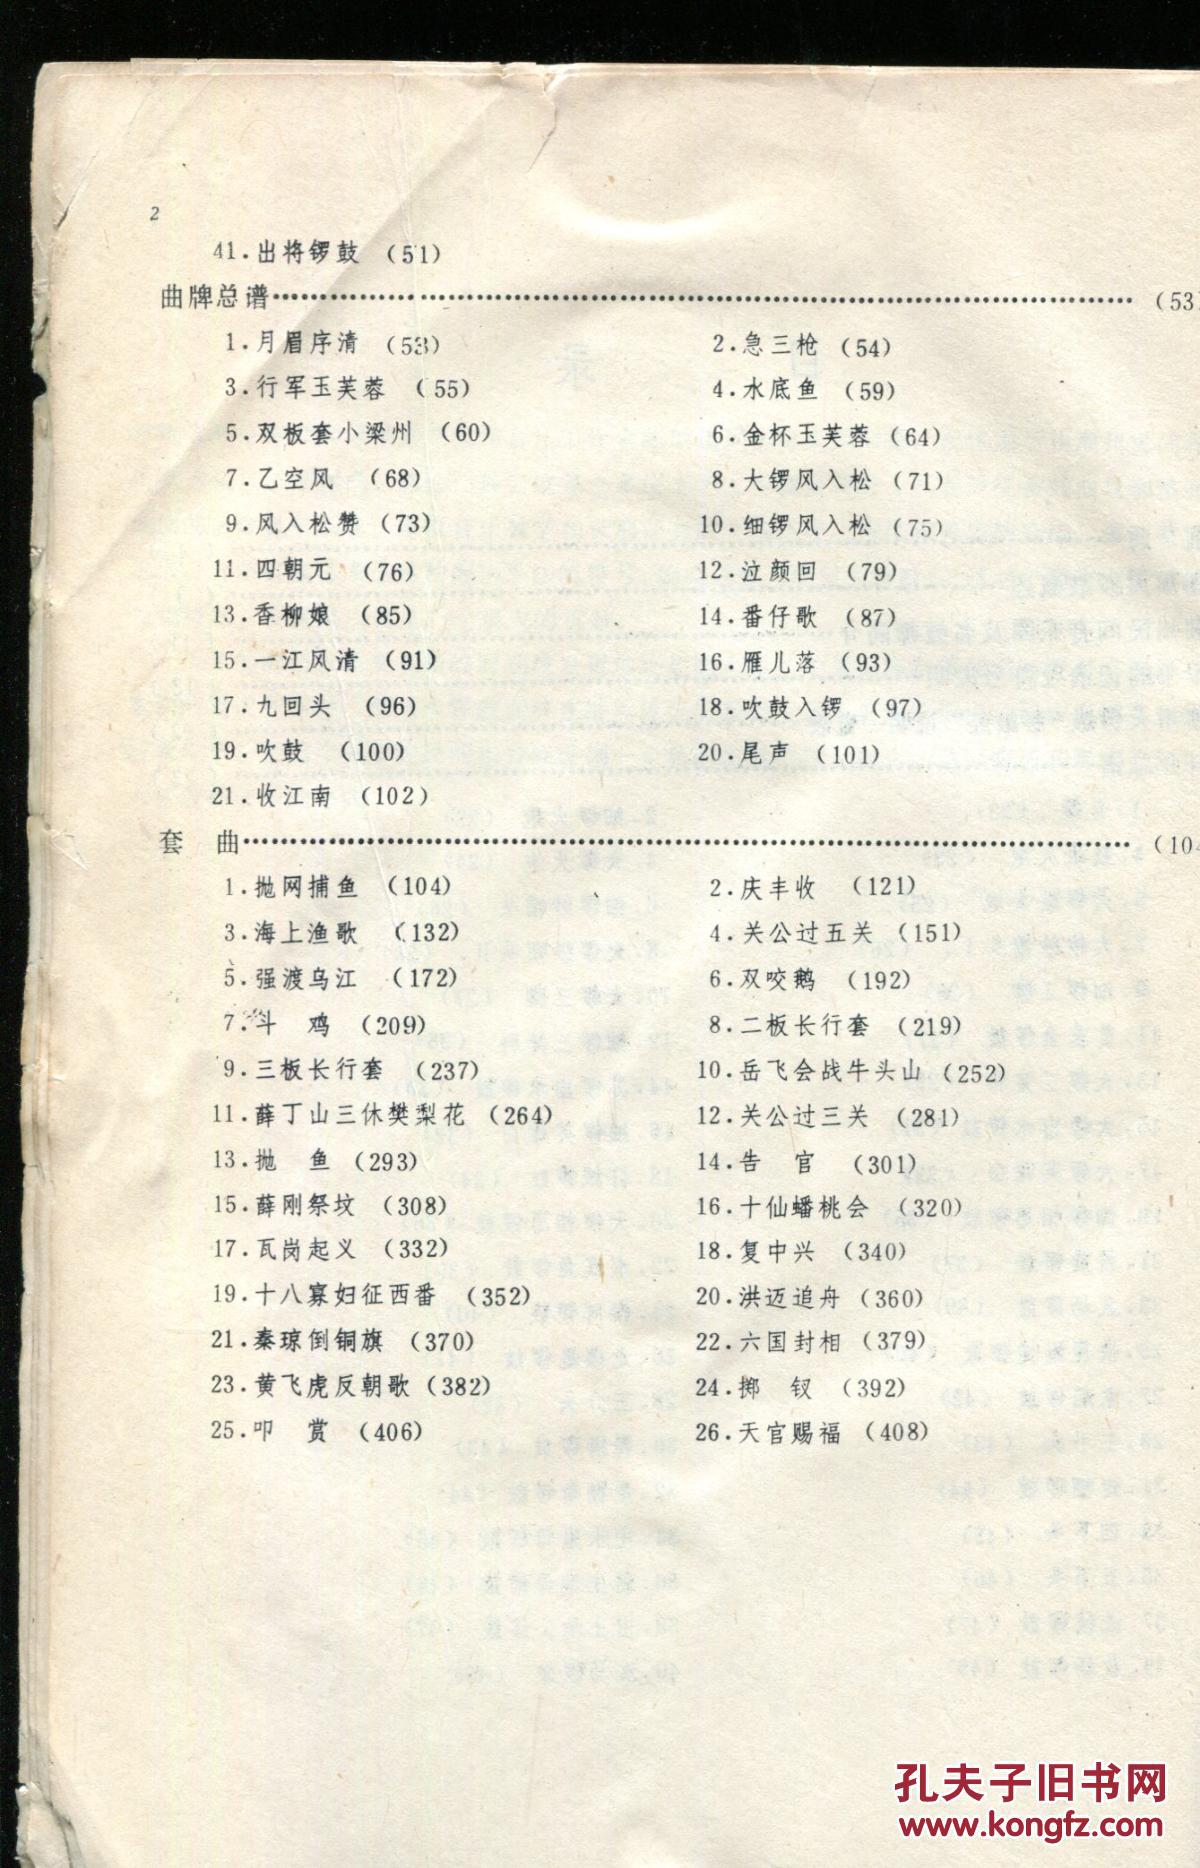 2
41.出将锣鼓 (51)
曲牌总谱 (53)
1.月眉序清 (53) 2.急三枪 (54)
3.行军玉芙蓉 (55) 4.水底鱼 (59)
5.双板套小梁州 (60) 6.金杯玉芙蓉 (64)
7.乙空风 (68) 8.大锣风入松 (71)
9.风入松赞 (73) 10.细锣风入松 (75)
11.四朝元 (76) 12.泣颜回 (79)
13.香柳娘 (85) 14.番仔歌 (87)
15.一江风清 (91) 16.雁儿落 (93)
17.九回头 (96) 18.吹鼓入锣 (97)
19.吹鼓 (100) 20.尾声 (101)
21.收江南 (102)
套 曲 (104
1.抛网捕鱼 (104) 2.庆丰收 (121)
3.海上渔歌 (132) 4.关公过五关 (151)
5.强渡乌江 (172) 6.双咬鹅 (192)
7.斗 鸡 (209) 8.二板长行套 (219)
9.三板长行套 (237) 10.岳飞会战牛头山 (252)
11.薛丁山三休樊梨花 (264) 12.关公过三关 (281)
13.抛 鱼 (293) 14.告 官 (301)
15.薛刚祭坟 (308) 16.十仙蟠桃会 (320)
17.瓦岗起义 (332) 18.复中兴 (340)
19.十八寡妇征西番 (352) 20.洪迈追舟 (360)
21.秦琼倒铜旗 (370) 22.六国封相 (379)
23.黄飞虎反朝歌 (382) 24.掷 钗 (392)
25.叩 赏 (406) 26.天官赐福 (408)
孔夫子旧书网
www.kongfz.com